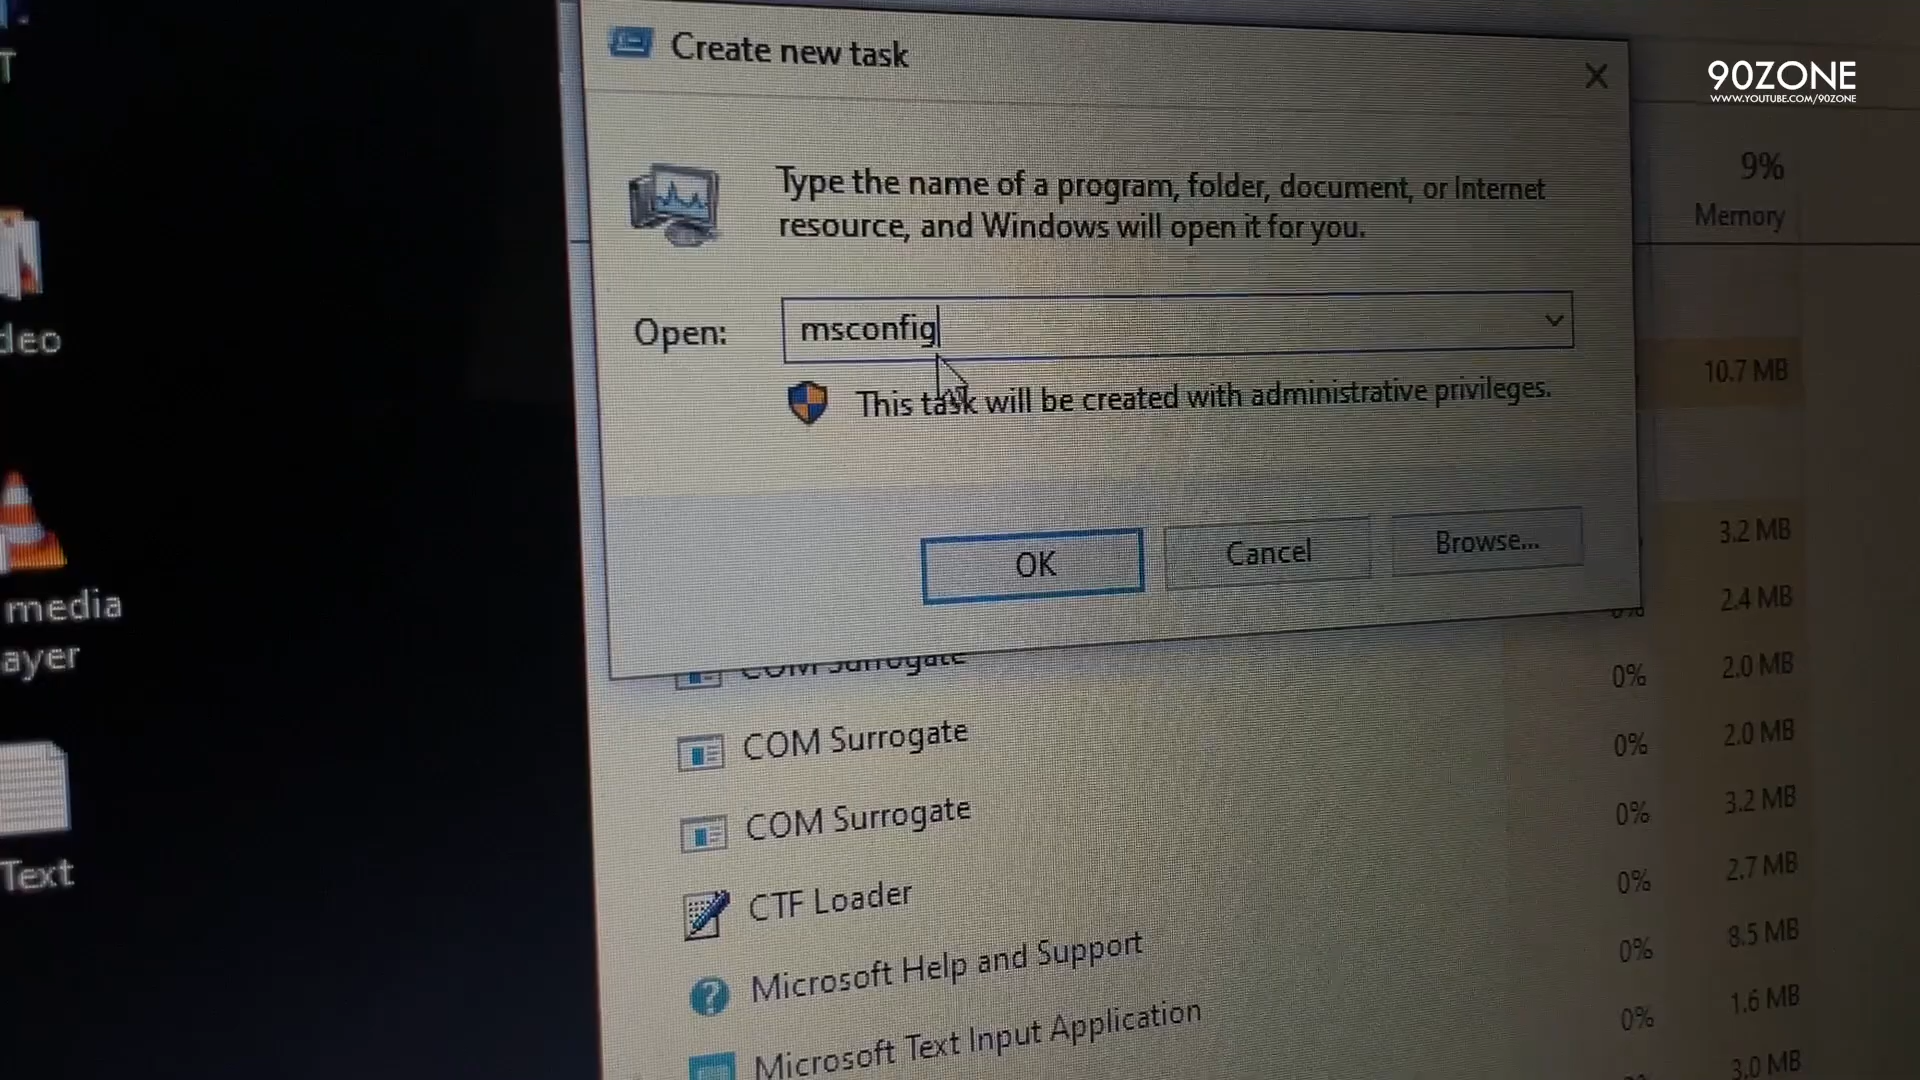 Create new task
90ZONE
WWW.YOUTUBE.COM/90ZONE
T
9%
Memory
Type the name of a program, folder, document, or Internet
resource, and Windows will open it for you.
Open: msconfig
deo
This task will be created with administrative privileges.
10.7 MB
OK
Cancel
Browse...
3.2 MB
media
ayer
2.4 MB
0%
COM Surrogate
0% 2.0 MB
COM Surrogate 0% 2.0 MB
COM Surrogate 0% 3.2 MB
Text
CTF Loader 0% 2.7 MB
Microsoft Help and Support 0% 8.5 MB
Microsoft Text Input Application 0% 1.6 MB
3.0 MB